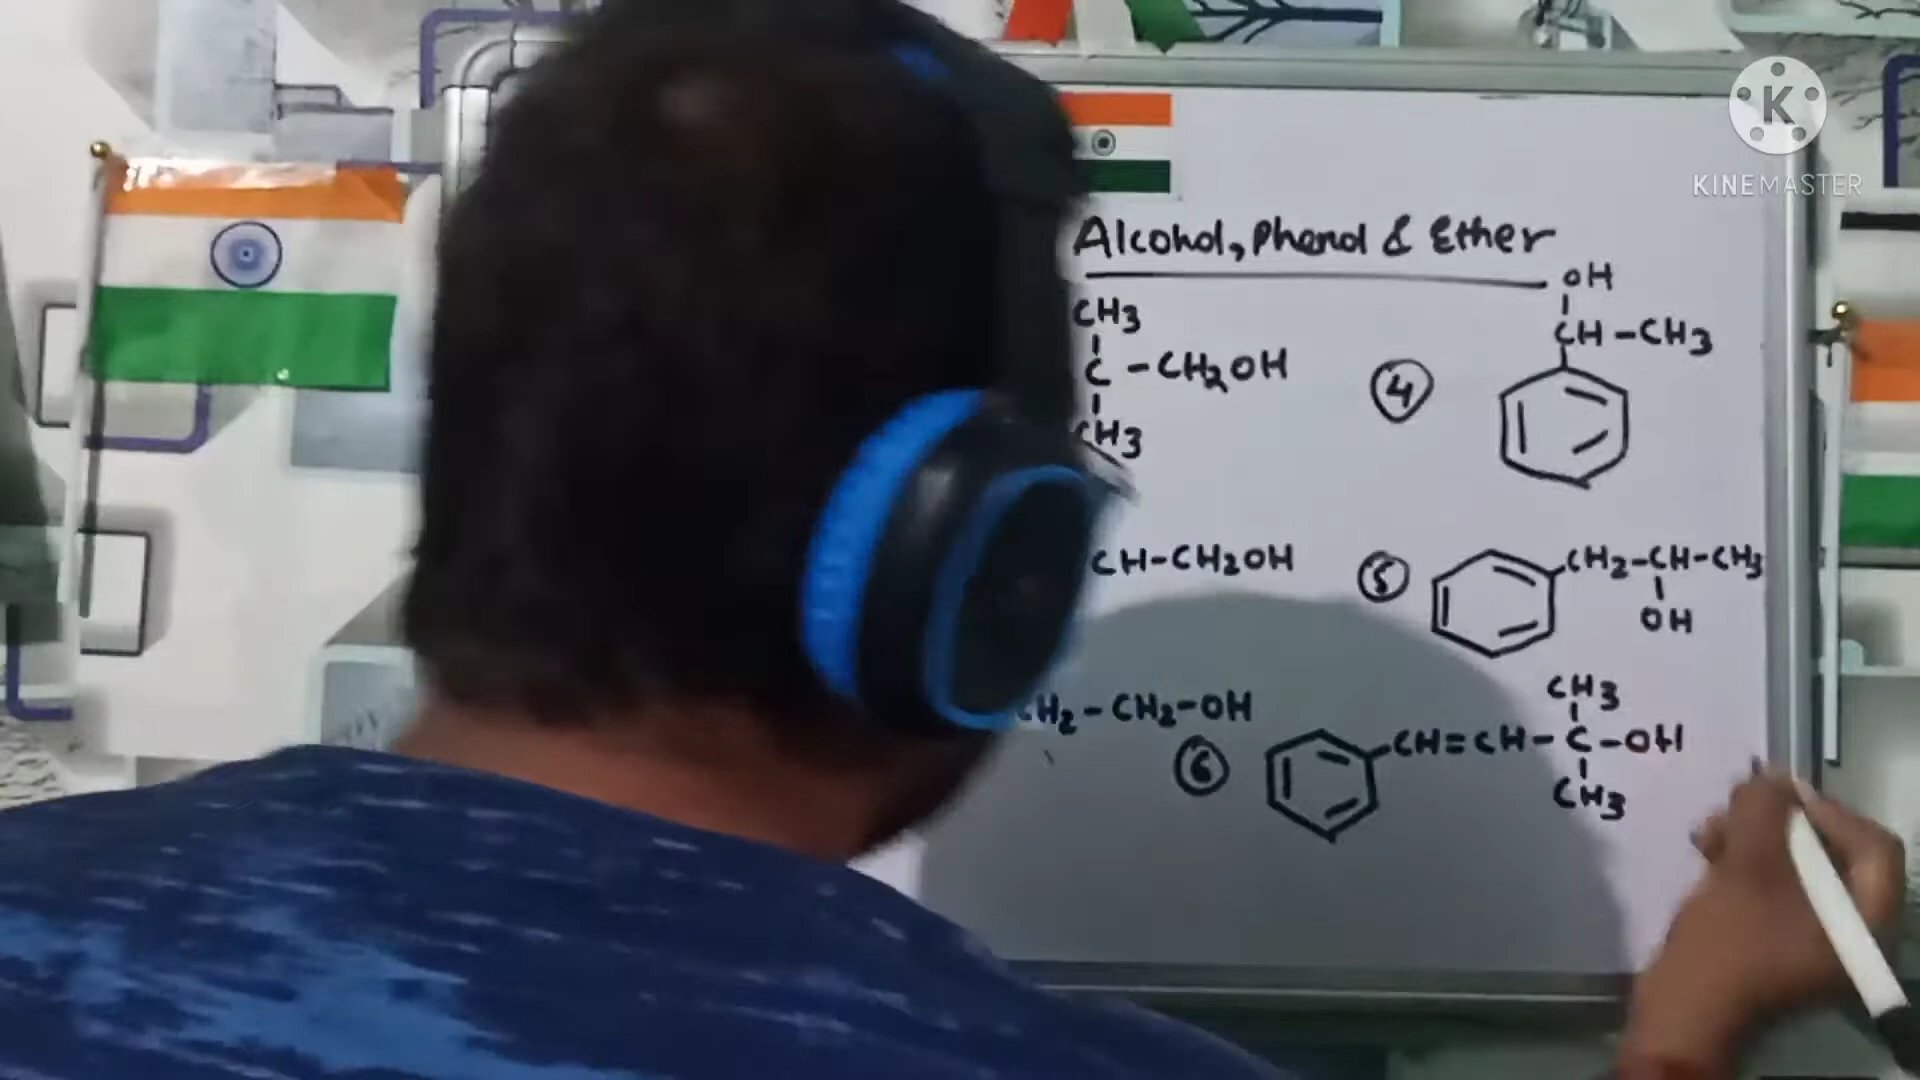 KINEMASTER
Alcohol, Phenol & Ether
CH3
C -CH2OH
CH3
④
OH
CH -CH3
CH-CH2OH
⑤
CH2-CH-CH3
OH
CH2-CH2-OH
⑥
CH3
CH=CH-C-OH
CH3